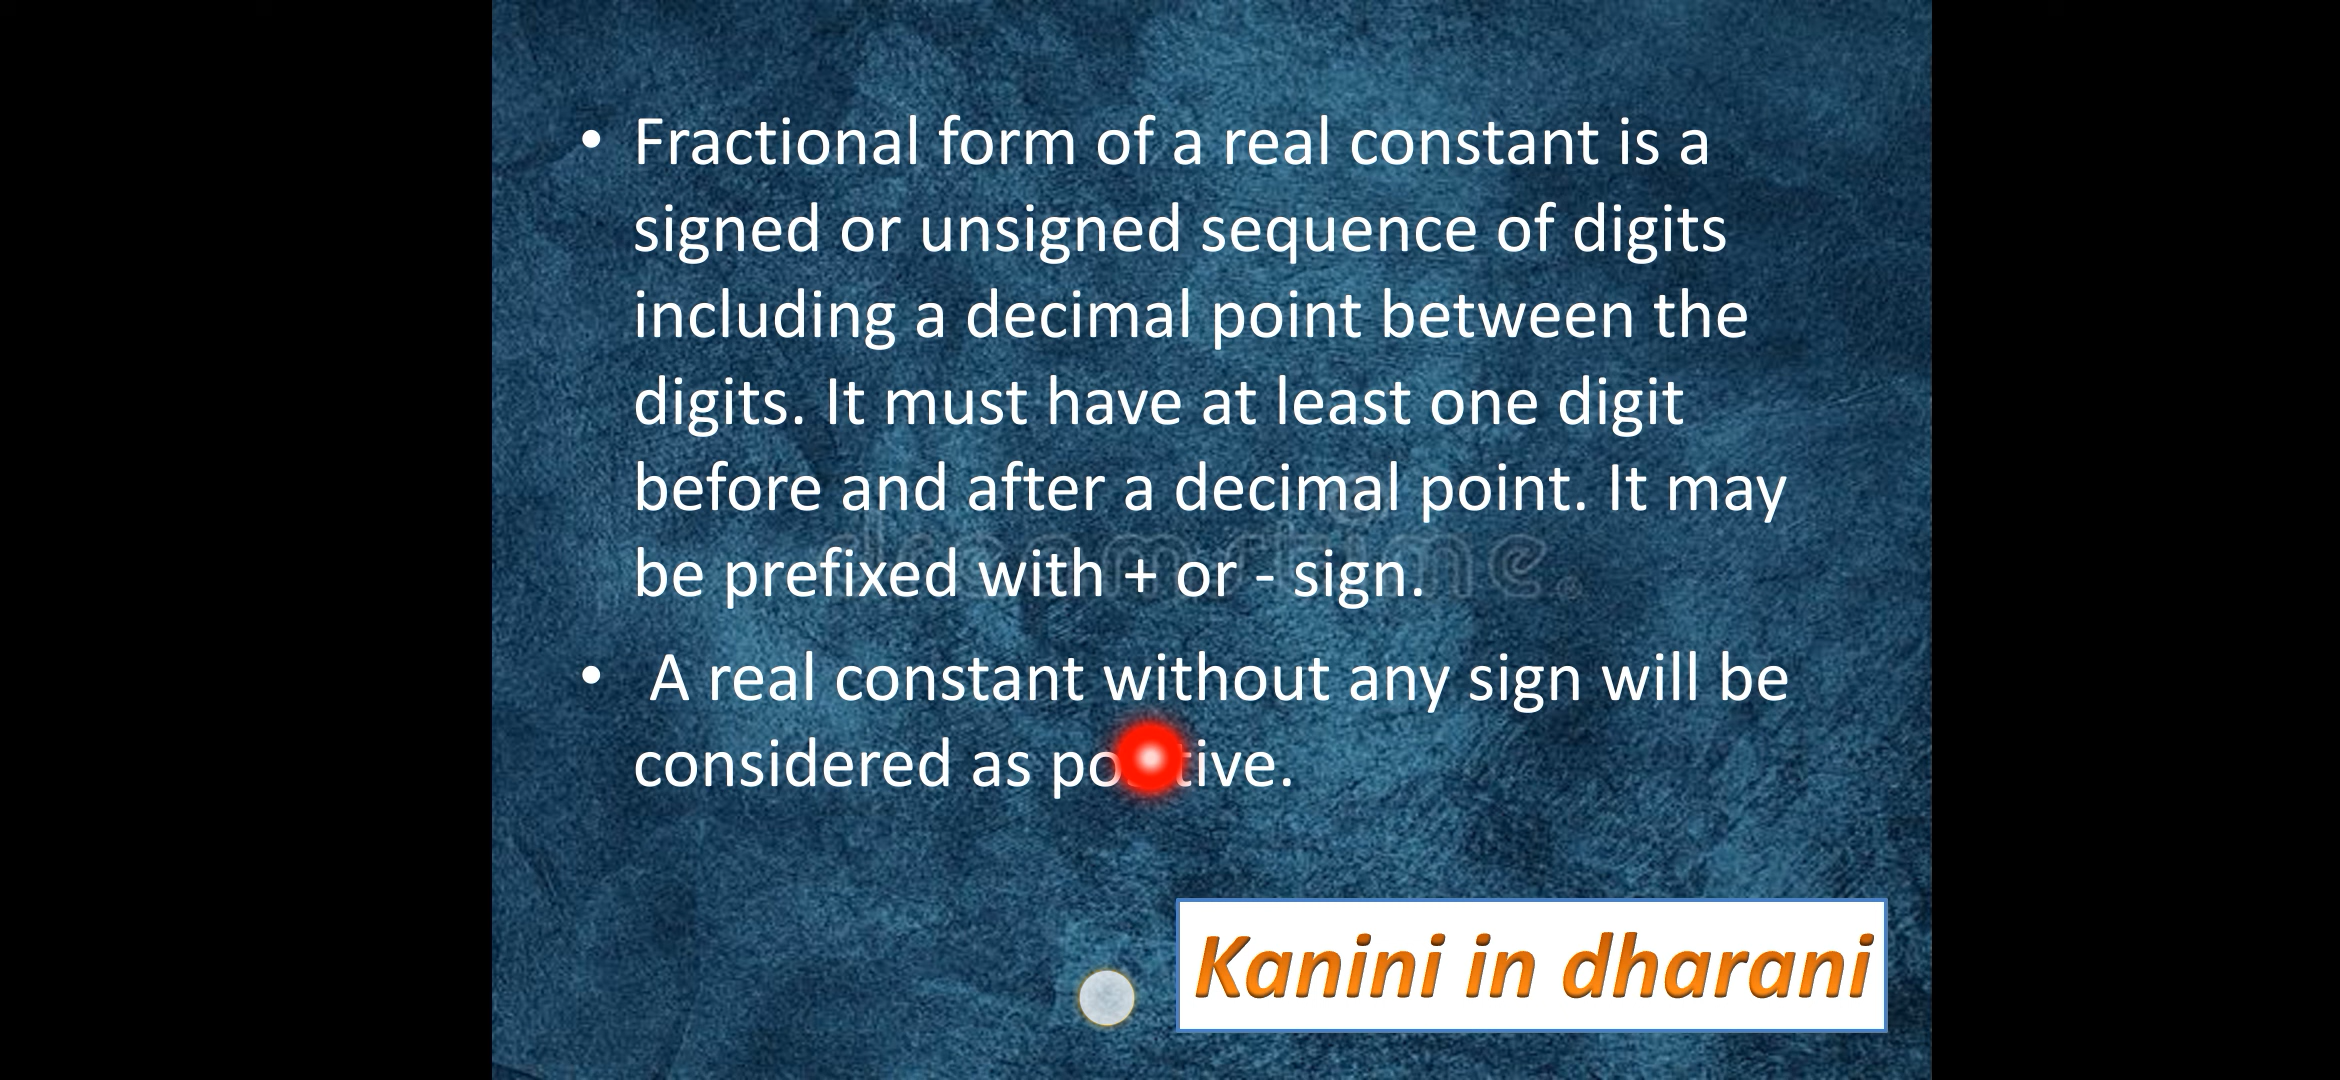 • Fractional form of a real constant is a
signed or unsigned sequence of digits
including a decimal point between the
digits. It must have at least one digit
before and after a decimal point. It may
be prefixed with + or - sign.
• A real constant without any sign will be
considered as
dreamstime.
Kanini in dharani